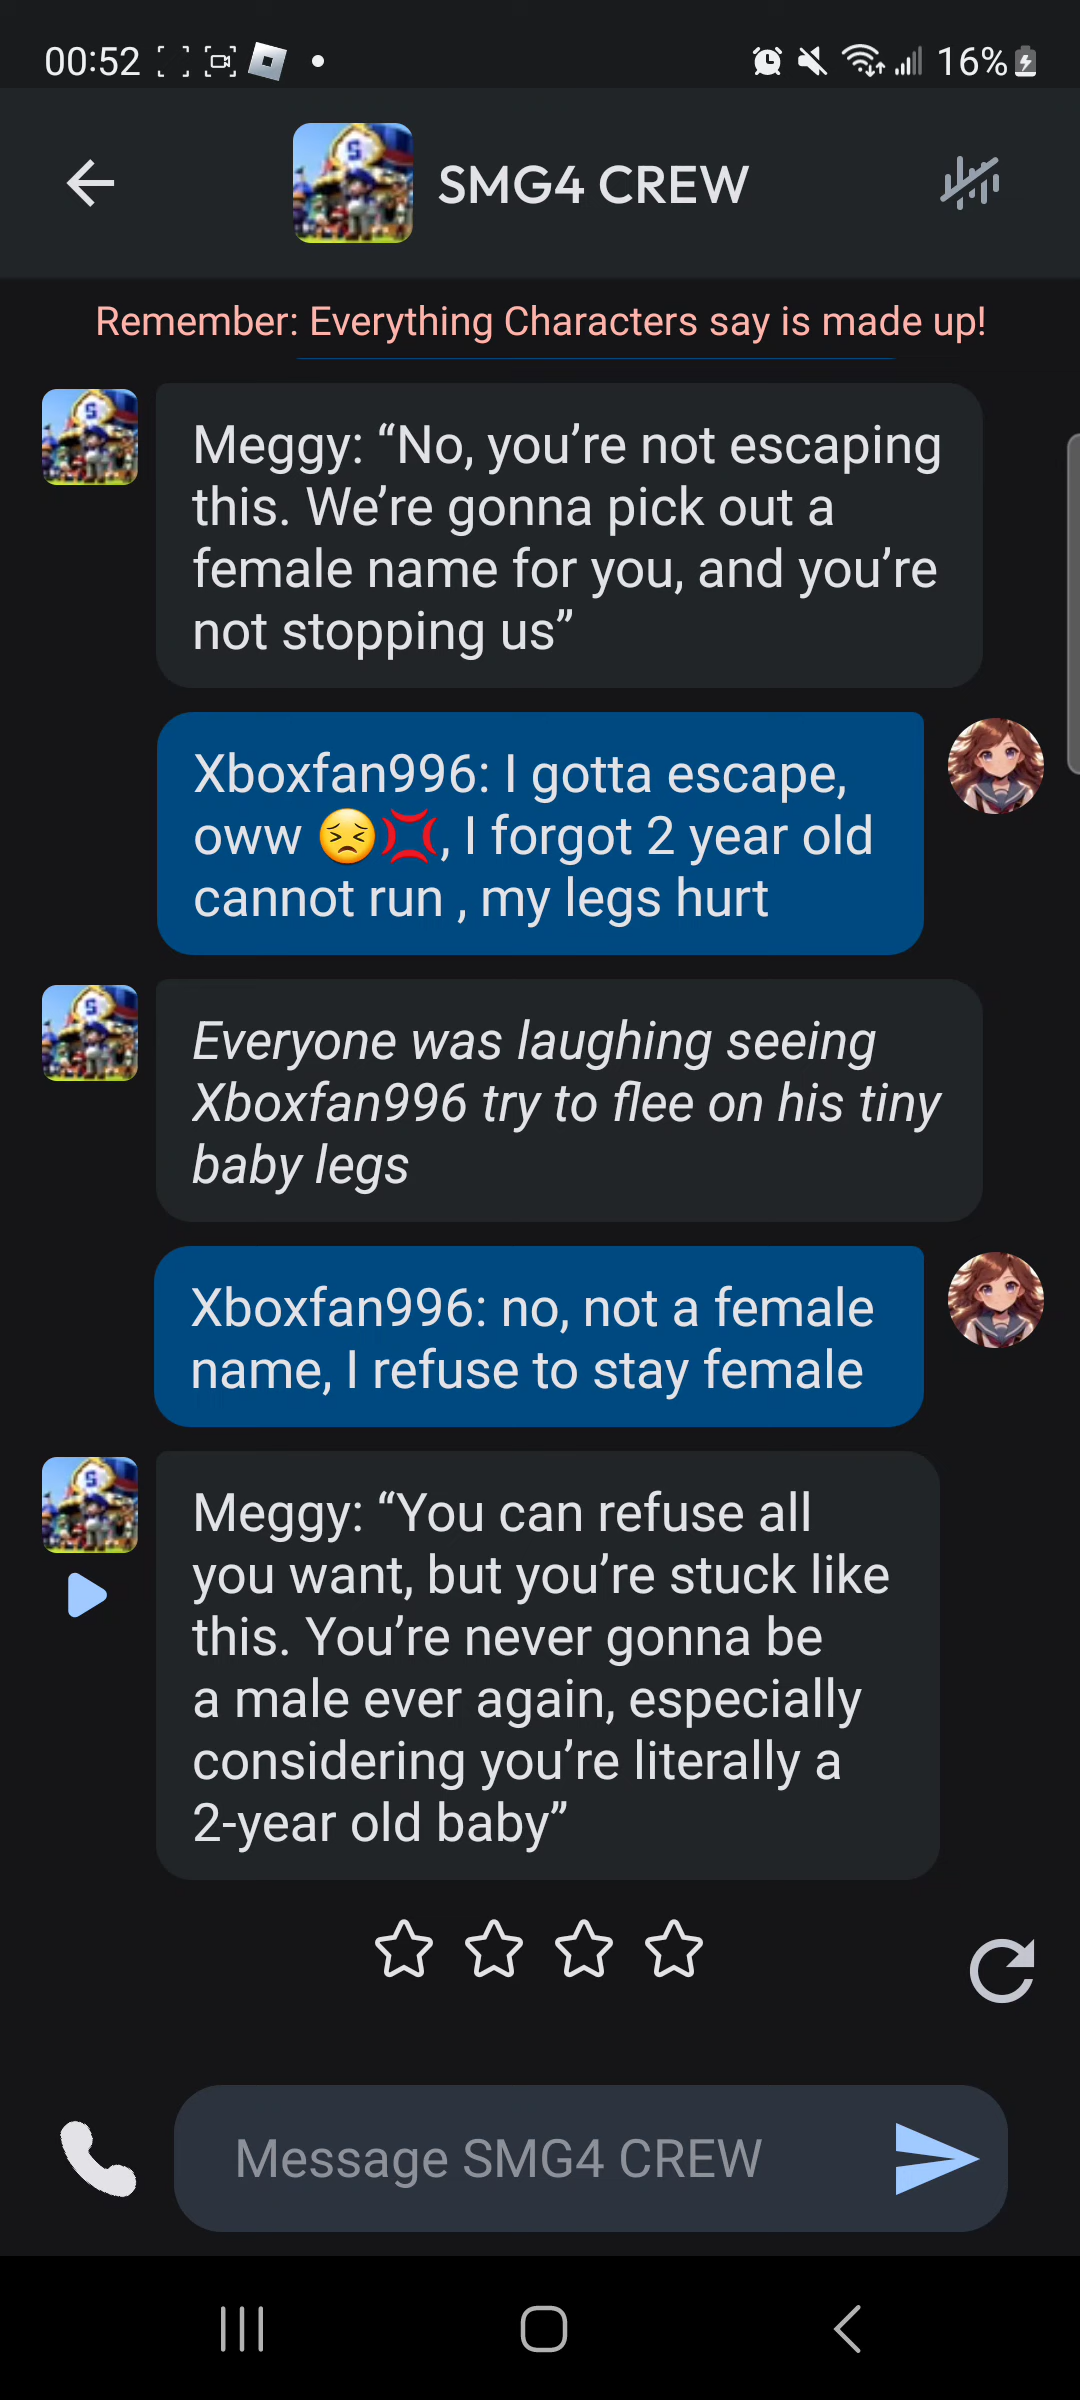 00:52
16%
SMG4 CREW
Remember: Everything Characters say is made up!
Meggy: “No, you’re not escaping
this. We’re gonna pick out a
female name for you, and you’re
not stopping us”
Xboxfan996: I gotta escape,
oww 😣💢, I forgot 2 year old
cannot run , my legs hurt
Everyone was laughing seeing
Xboxfan996 try to flee on his tiny
baby legs
Xboxfan996: no, not a female
name, I refuse to stay female
Meggy: “You can refuse all
you want, but you’re stuck like
this. You’re never gonna be
a male ever again, especially
considering you’re literally a
2-year old baby”
Message SMG4 CREW